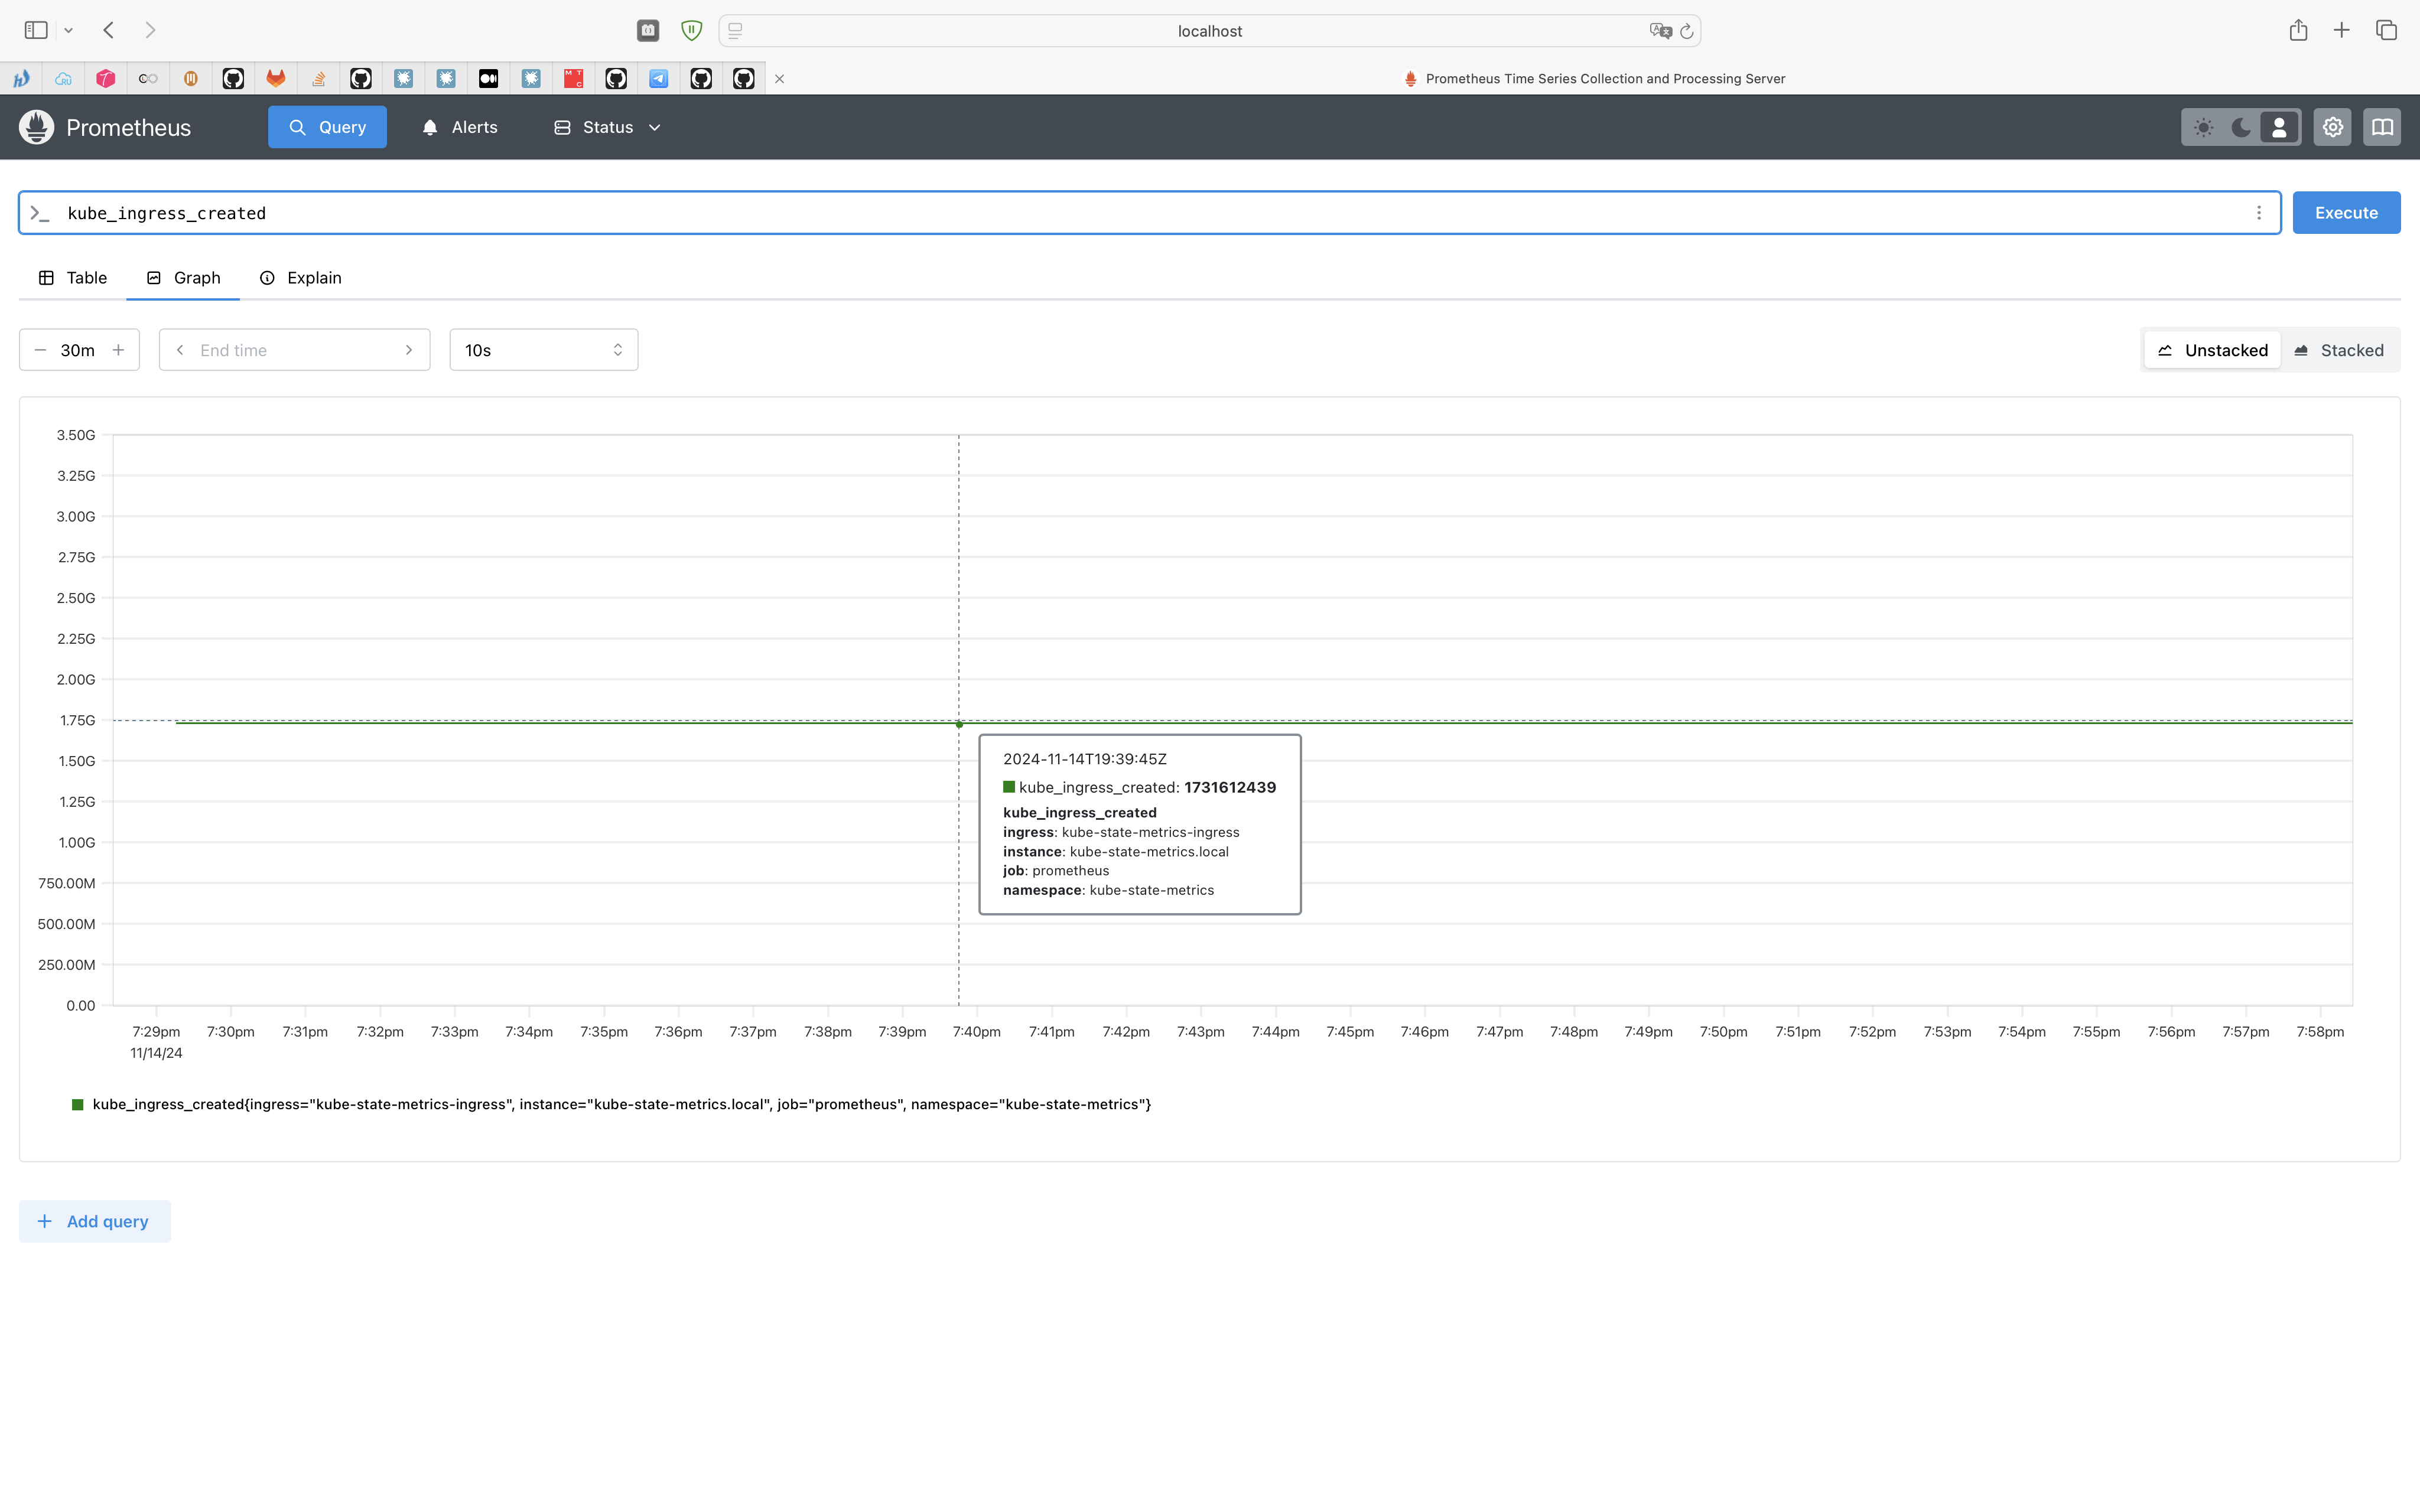 localhost
Prometheus Time Series Collection and Processing Server
Prometheus
Query
Alerts
Status
kube_ingress_created
Execute
Table
Graph
Explain
30m
End time
10s
Unstacked
Stacked
3.50G
3.25G
3.00G
2.75G
2.50G
2.25G
2.00G
1.75G
1.50G
1.25G
1.00G
750.00M
500.00M
250.00M
0.00
2024-11-14T19:39:45Z
kube_ingress_created: 1731612439
kube_ingress_created
ingress: kube-state-metrics-ingress
instance: kube-state-metrics.local
job: prometheus
namespace: kube-state-metrics
7:29pm 7:30pm 7:31pm 7:32pm 7:33pm 7:34pm 7:35pm 7:36pm 7:37pm 7:38pm 7:39pm 7:40pm 7:41pm 7:42pm 7:43pm 7:44pm 7:45pm 7:46pm 7:47pm 7:48pm 7:49pm 7:50pm 7:51pm 7:52pm 7:53pm 7:54pm 7:55pm 7:56pm 7:57pm 7:58pm
11/14/24
kube_ingress_created{ingress="kube-state-metrics-ingress", instance="kube-state-metrics.local", job="prometheus", namespace="kube-state-metrics"}
Add query